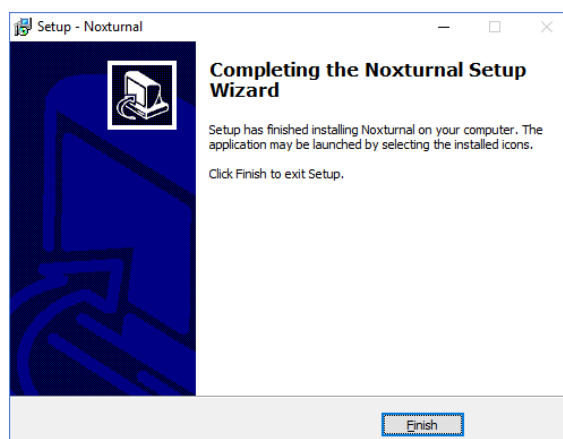 Setup - Noxturnal
Completing the Noxturnal Setup
Wizard
Setup has finished installing Noxturnal on your computer. The
application may be launched by selecting the installed icons.
Click Finish to exit Setup.
Finish